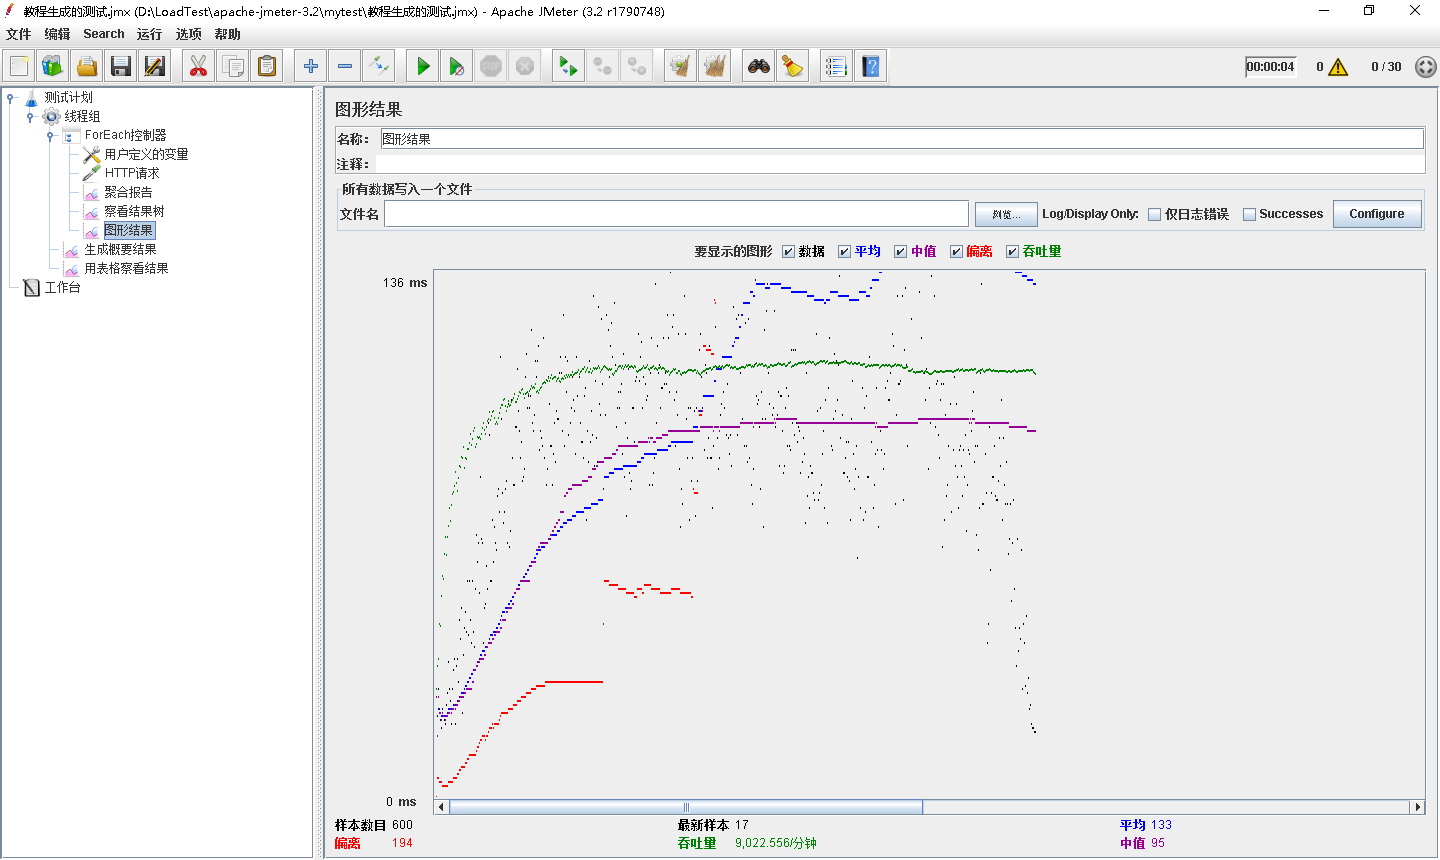 教程生成的测试.jmx (D:\LoadTest\apache-jmeter-3.2\mytest\教程生成的测试.jmx) - Apache JMeter (3.2 r1790748)
文件 编辑 Search 运行 选项 帮助
STOP
00:00:04 0 0 / 30
测试计划
线程组
ForEach控制器
用户定义的变量
HTTP请求
聚合报告
察看结果树
图形结果
生成概要结果
用表格察看结果
工作台
图形结果
名称： 图形结果
注释：
所有数据写入一个文件
文件名 浏览... Log/Display Only: 仅日志错误 Successes Configure
要显示的图形 数据 平均 中值 偏离 吞吐量
136 ms
0 ms
样本数目 600 最新样本 17 平均 133
偏离 194 吞吐量 9,022.556/分钟 中值 95